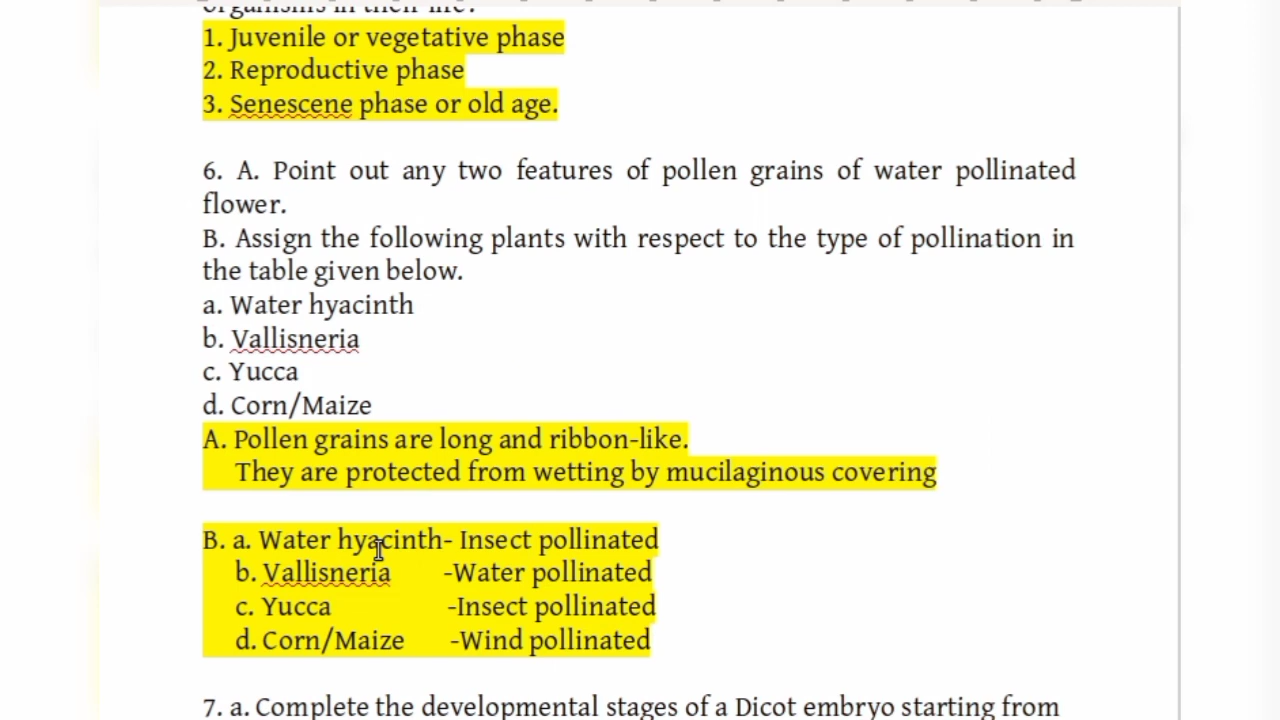 organisms in their life?
1. Juvenile or vegetative phase
2. Reproductive phase
3. Senescene phase or old age.
6. A. Point out any two features of pollen grains of water pollinated
flower.
B. Assign the following plants with respect to the type of pollination in
the table given below.
a. Water hyacinth
b. Vallisneria
c. Yucca
d. Corn/Maize
A. Pollen grains are long and ribbon-like.
They are protected from wetting by mucilaginous covering
B. a. Water hyacinth- Insect pollinated
b. Vallisneria -Water pollinated
c. Yucca -Insect pollinated
d. Corn/Maize -Wind pollinated
7. a. Complete the developmental stages of a Dicot embryo starting from